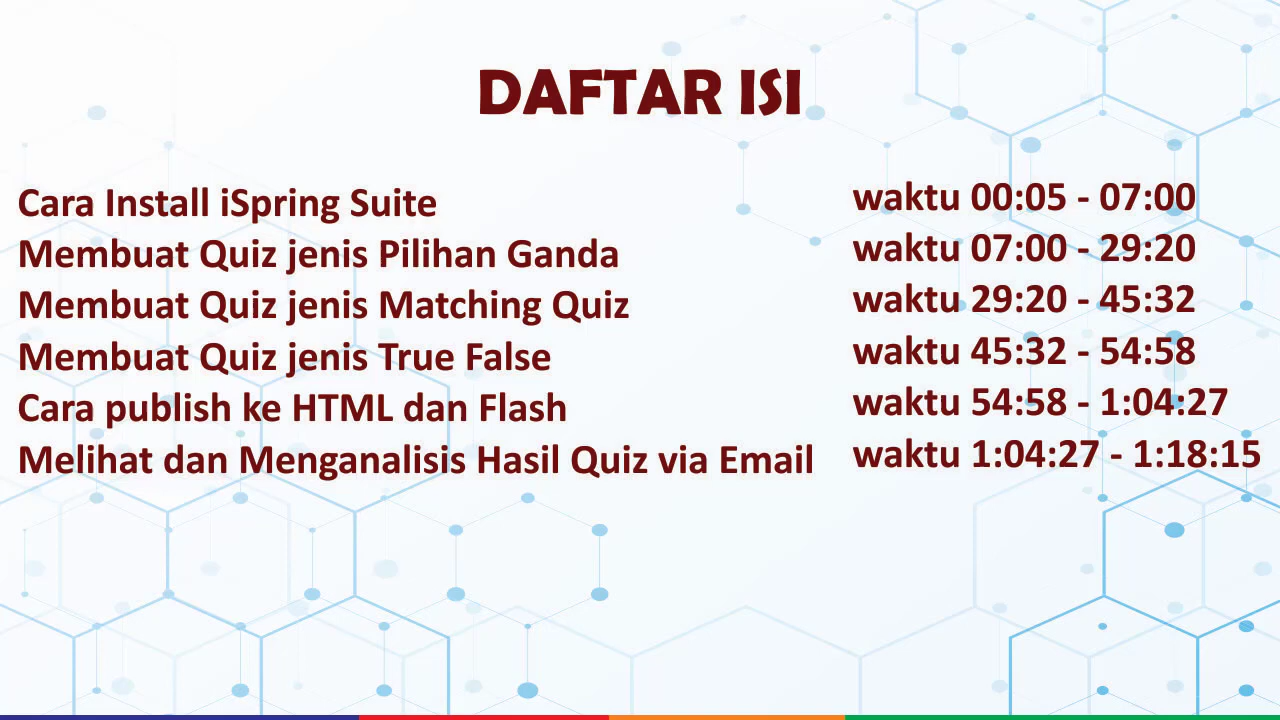 DAFTAR ISI
Cara Install iSpring Suite waktu 00:05 - 07:00
Membuat Quiz jenis Pilihan Ganda waktu 07:00 - 29:20
Membuat Quiz jenis Matching Quiz waktu 29:20 - 45:32
Membuat Quiz jenis True False waktu 45:32 - 54:58
Cara publish ke HTML dan Flash waktu 54:58 - 1:04:27
Melihat dan Menganalisis Hasil Quiz via Email waktu 1:04:27 - 1:18:15